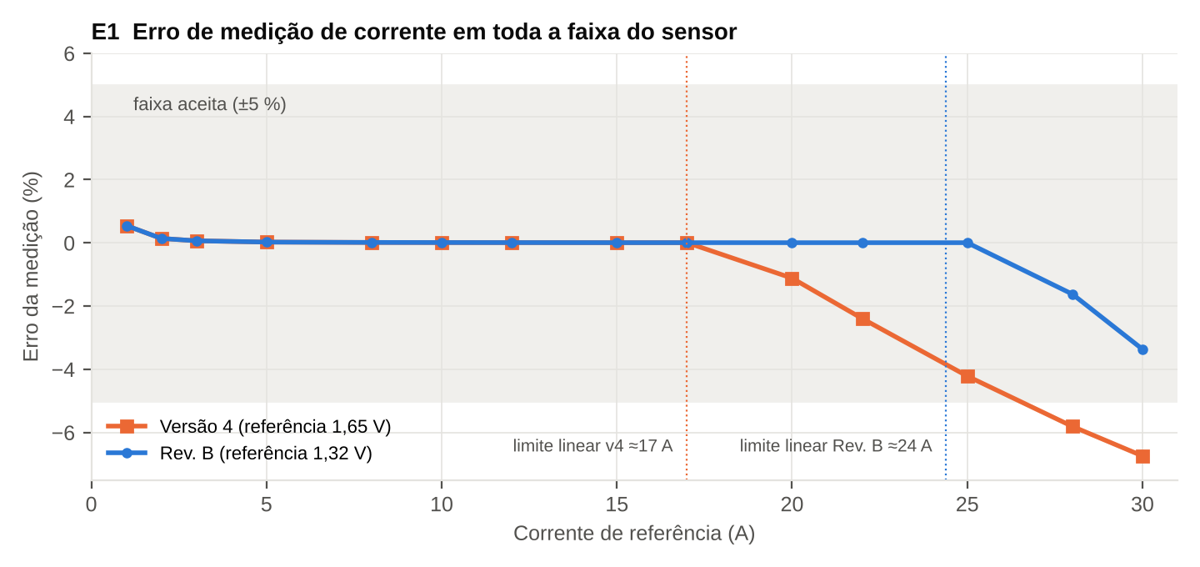 E1  Erro de medição de corrente em toda a faixa do sensor
6
4
2
0
−2
−4
−6
Erro da medição (%)
faixa aceita (±5 %)
Versão 4 (referência 1,65 V)
Rev. B (referência 1,32 V)
limite linear v4 ≈17 A
limite linear Rev. B ≈24 A
0
5
10
15
20
25
30
Corrente de referência (A)